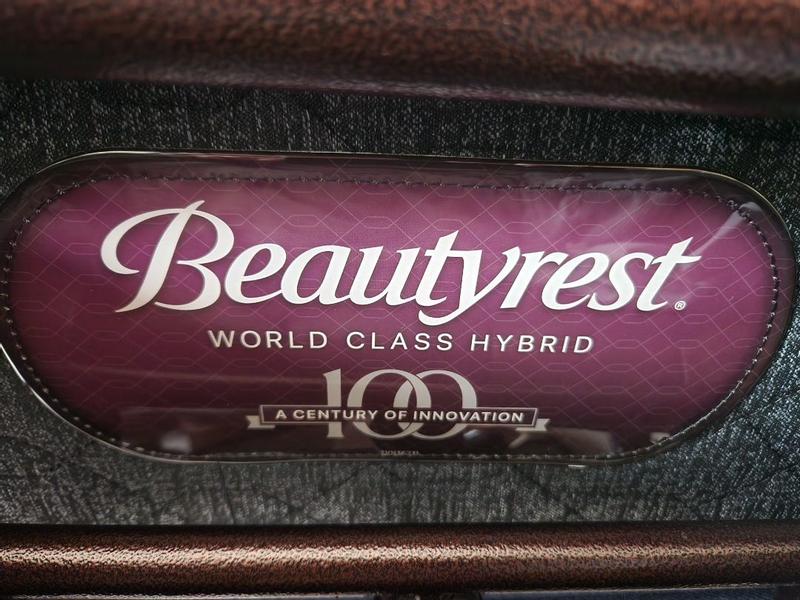 Beautyrest®
WORLD CLASS HYBRID
100
A CENTURY OF INNOVATION